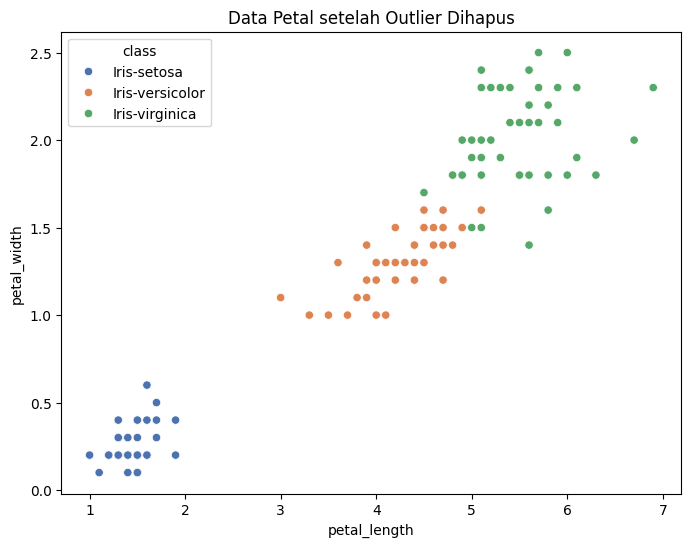 Data Petal setelah Outlier Dihapus
class
Iris-setosa
Iris-versicolor
Iris-virginica
petal_width
2.5
2.0
1.5
1.0
0.5
0.0
1 2 3 4 5 6 7
petal_length